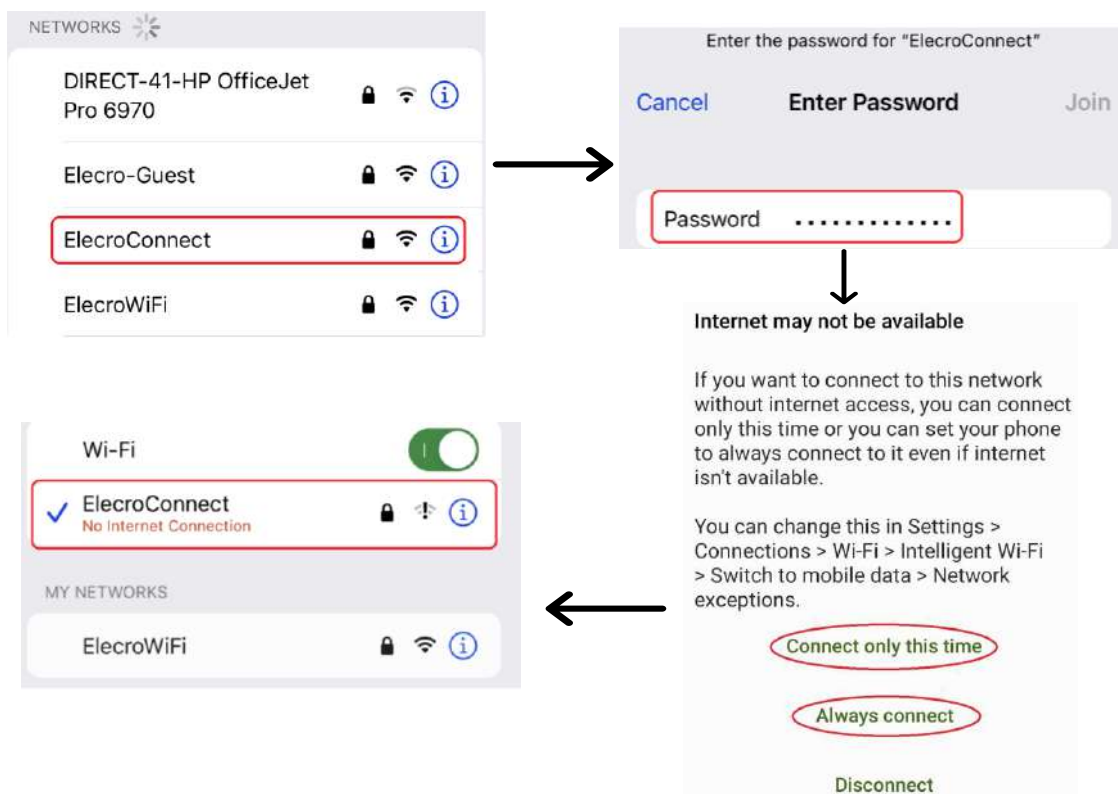 NETWORKS
DIRECT-41-HP OfficeJet
Pro 6970
Elecro-Guest
ElecroConnect
ElecroWiFi
Enter the password for "ElecroConnect"
Cancel Enter Password Join
Password .............
Internet may not be available
If you want to connect to this network
without internet access, you can connect
only this time or you can set your phone
to always connect to it even if internet
isn't available.
You can change this in Settings >
Connections > Wi-Fi > Intelligent Wi-Fi
> Switch to mobile data > Network
exceptions.
Connect only this time
Always connect
Disconnect
Wi-Fi
ElecroConnect
No Internet Connection
MY NETWORKS
ElecroWiFi